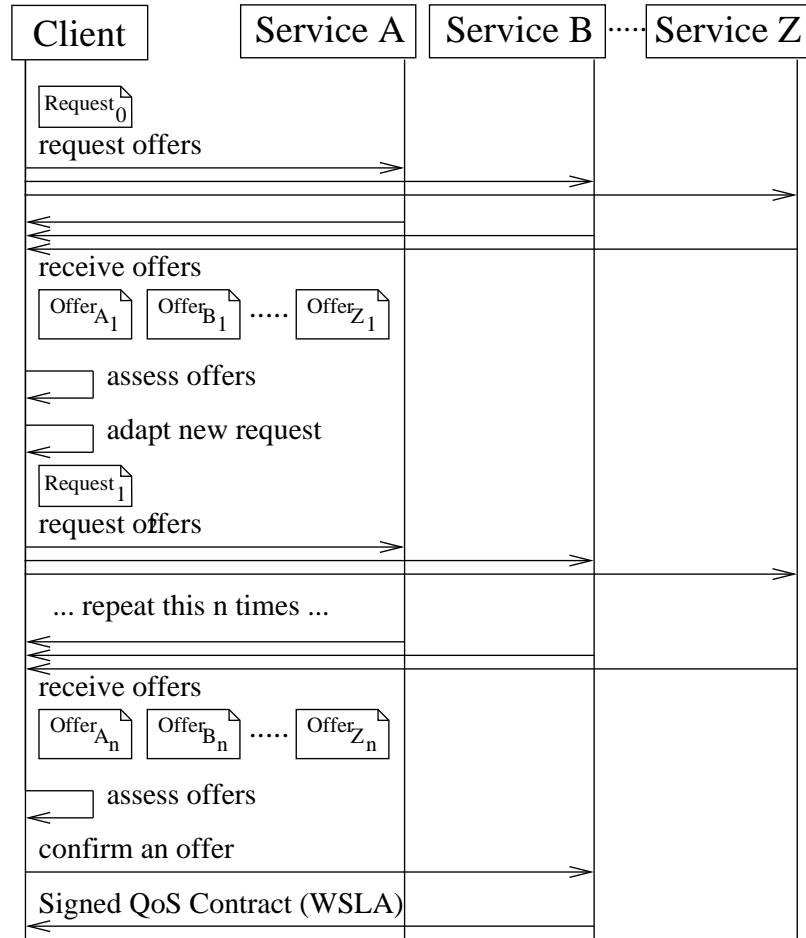 Client Service A Service B ..... Service Z
Request0
request offers
receive offers
OfferA1 OfferB1 ..... OfferZ1
assess offers
adapt new request
Request1
request offers
... repeat this n times ...
receive offers
OfferAn OfferBn ..... OfferZn
assess offers
confirm an offer
Signed QoS Contract (WSLA)